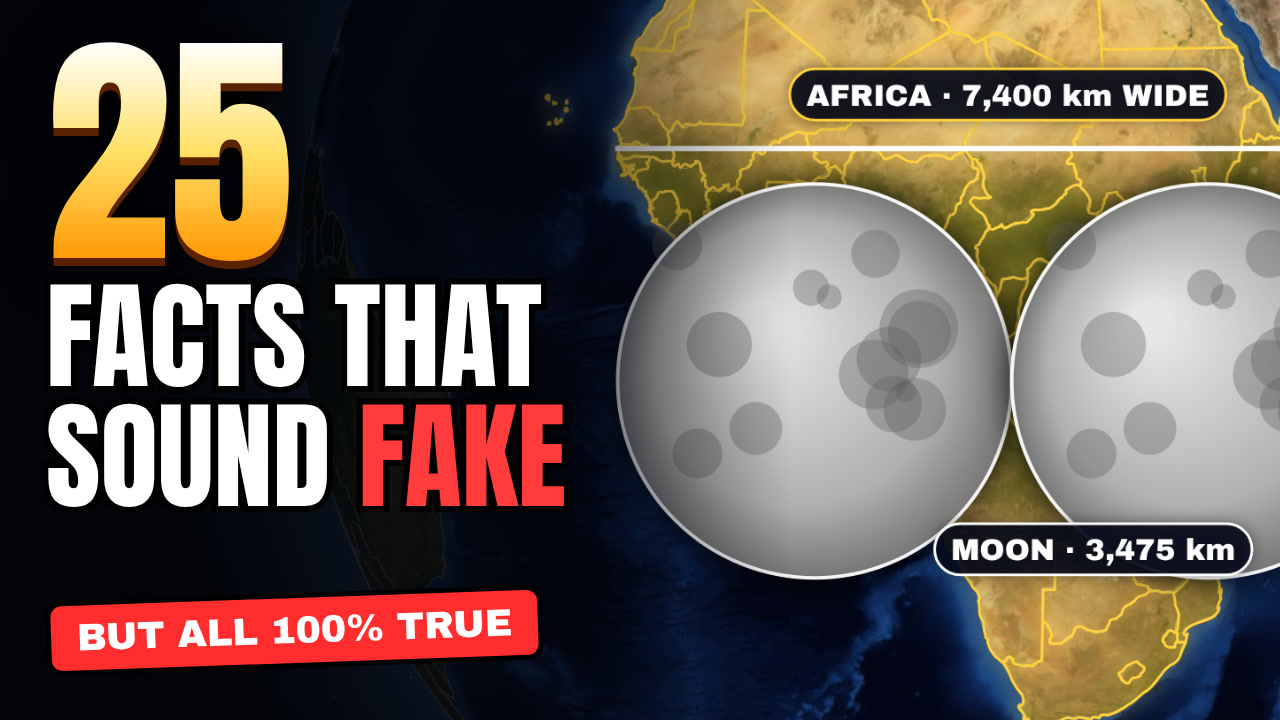 25
FACTS THAT
SOUND FAKE
BUT ALL 100% TRUE
AFRICA · 7,400 km WIDE
MOON · 3,475 km